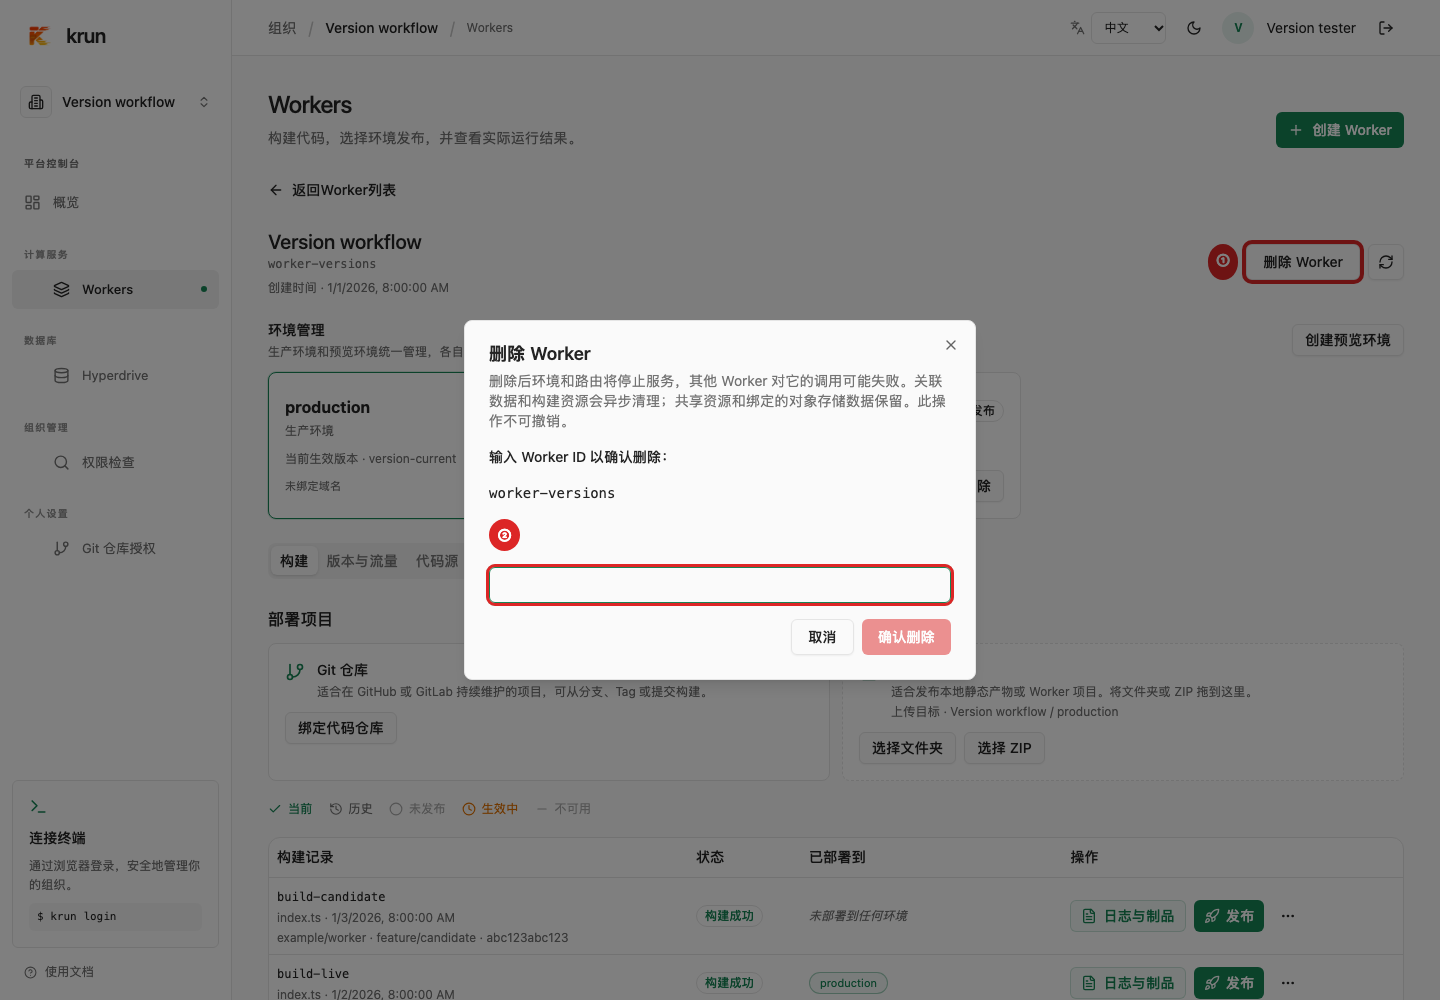 krun
组织 / Version workflow / Workers
中文
V
Version tester
Version workflow
平台控制台
概览
计算服务
Workers
数据库
Hyperdrive
组织管理
权限检查
个人设置
Git 仓库授权
连接终端
通过浏览器登录，安全地管理你
的组织。
$ krun login
使用文档
Workers
构建代码，选择环境发布，并查看实际运行结果。
+ 创建 Worker
← 返回Worker列表
Version workflow
worker-versions
创建时间 · 1/1/2026, 8:00:00 AM
①
删除 Worker
环境管理
生产环境和预览环境统一管理，各自
创建预览环境
production
生产环境
当前生效版本 · version-current
未绑定域名
发布
除
删除 Worker
删除后环境和路由将停止服务，其他 Worker 对它的调用可能失败。关联
数据和构建资源会异步清理；共享资源和绑定的对象存储数据保留。此操
作不可撤销。
输入 Worker ID 以确认删除：
worker-versions
②
取消
确认删除
构建
版本与流量
代码源
部署项目
Git 仓库
适合在 GitHub 或 GitLab 持续维护的项目，可从分支、Tag 或提交构建。
绑定代码仓库
适合发布本地静态产物或 Worker 项目。将文件夹或 ZIP 拖到这里。
上传目标 · Version workflow / production
选择文件夹
选择 ZIP
当前
历史
未发布
生效中
不可用
构建记录
状态
已部署到
操作
build-candidate
index.ts · 1/3/2026, 8:00:00 AM
example/worker · feature/candidate · abc123abc123
构建成功
未部署到任何环境
日志与制品
发布
···
build-live
index.ts · 1/2/2026, 8:00:00 AM
构建成功
production
日志与制品
发布
···